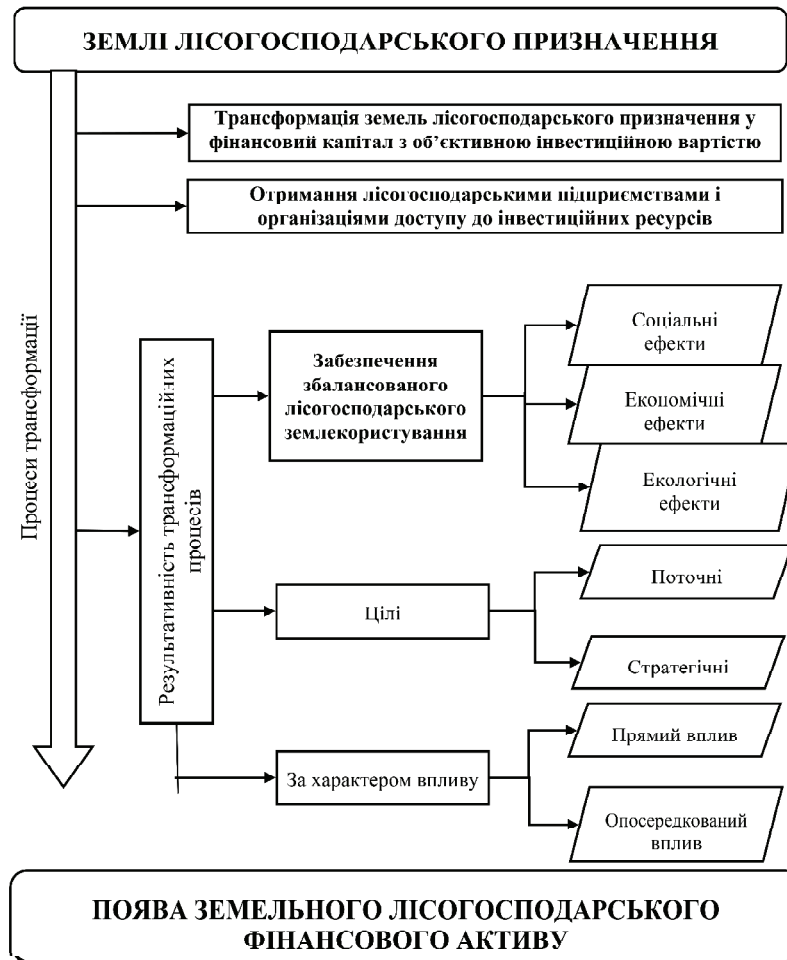 ЗЕМЛІ ЛІСОГОСПОДАРСЬКОГО ПРИЗНАЧЕННЯ
Трансформація земель лісогосподарського призначення у
фінансовий капітал з об’єктивною інвестиційною вартістю
Отримання лісогосподарськими підприємствами і
організаціями доступу до інвестиційних ресурсів
Процеси трансформації
Результативність трансформаційних
процесів
Забезпечення
збалансованого
лісогосподарського
землекористування
Соціальні
ефекти
Економічні
ефекти
Екологічні
ефекти
Цілі
Поточні
Стратегічні
За характером впливу
Прямий вплив
Опосередкований
вплив
ПОЯВА ЗЕМЕЛЬНОГО ЛІСОГОСПОДАРСЬКОГО
ФІНАНСОВОГО АКТИВУ